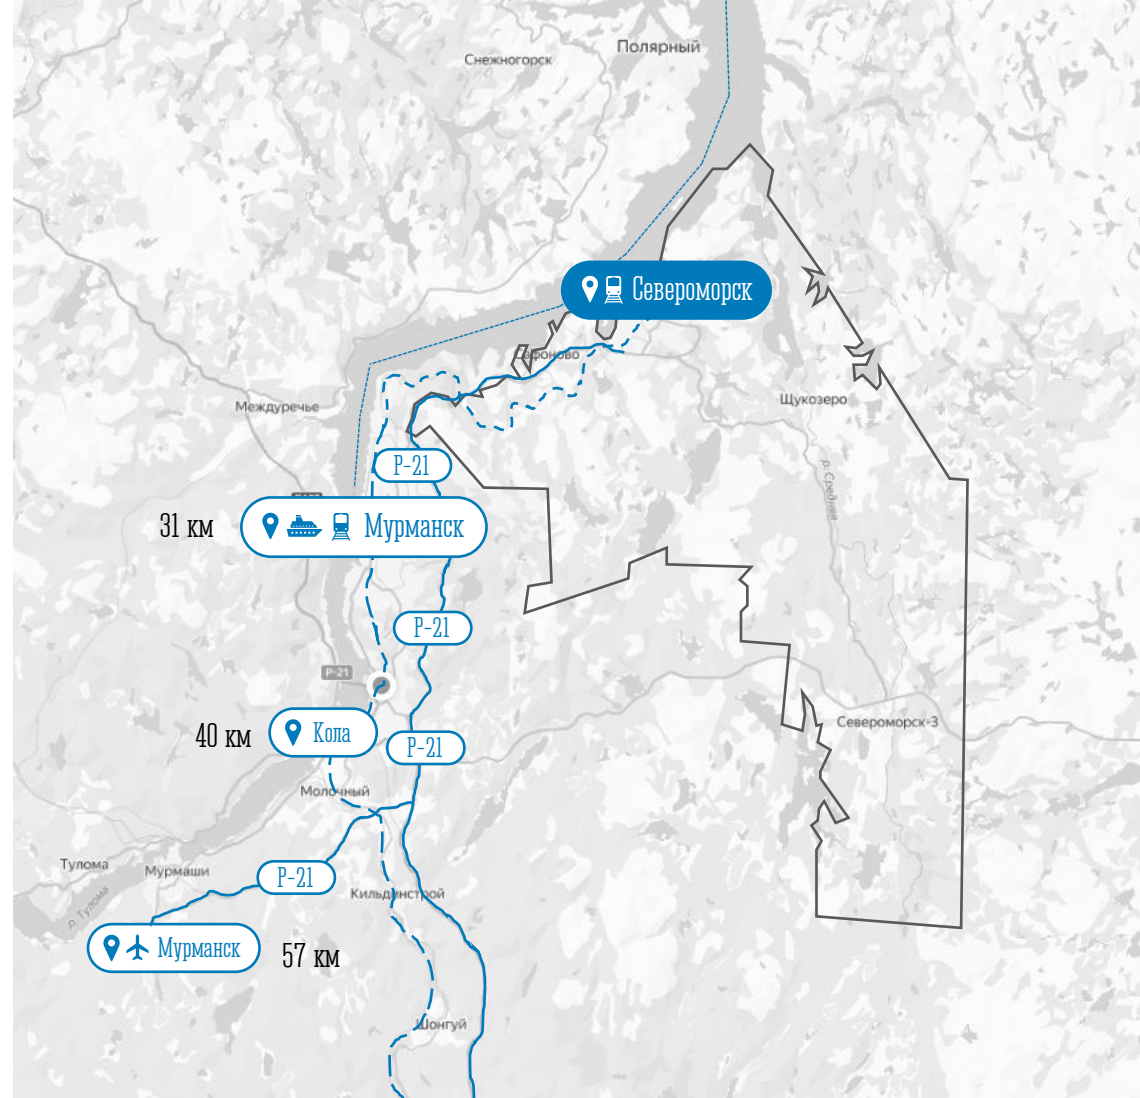 Полярный
Снежногорск
Североморск
Сафоново
Щукозеро
Междуречье
Р-21
р. Средняя
31 км
Мурманск
Р-21
Р-21
Североморск-3
40 км
Кола
Р-21
Молочный
Тулома
Мурмаши
Р-21
Кильдинстрой
р. Тулома
Мурманск
57 км
Шонгуй